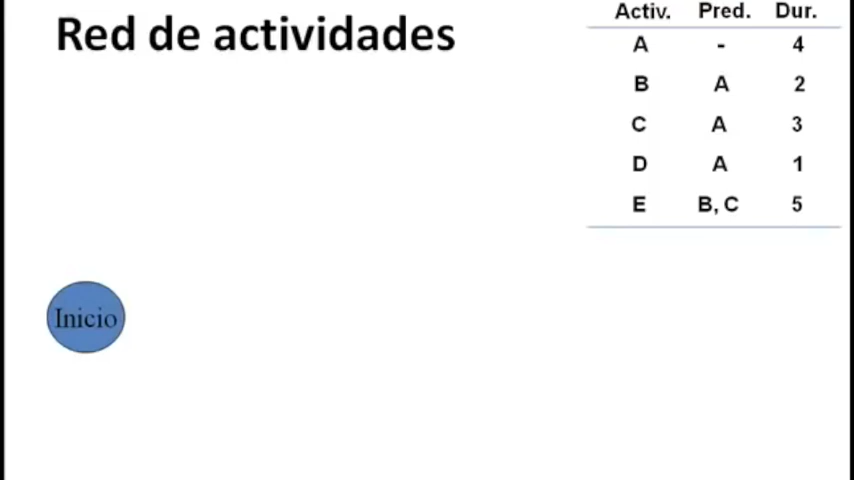 Red de actividades
Activ. Pred. Dur.
A - 4
B A 2
C A 3
D A 1
E B, C 5
Inicio